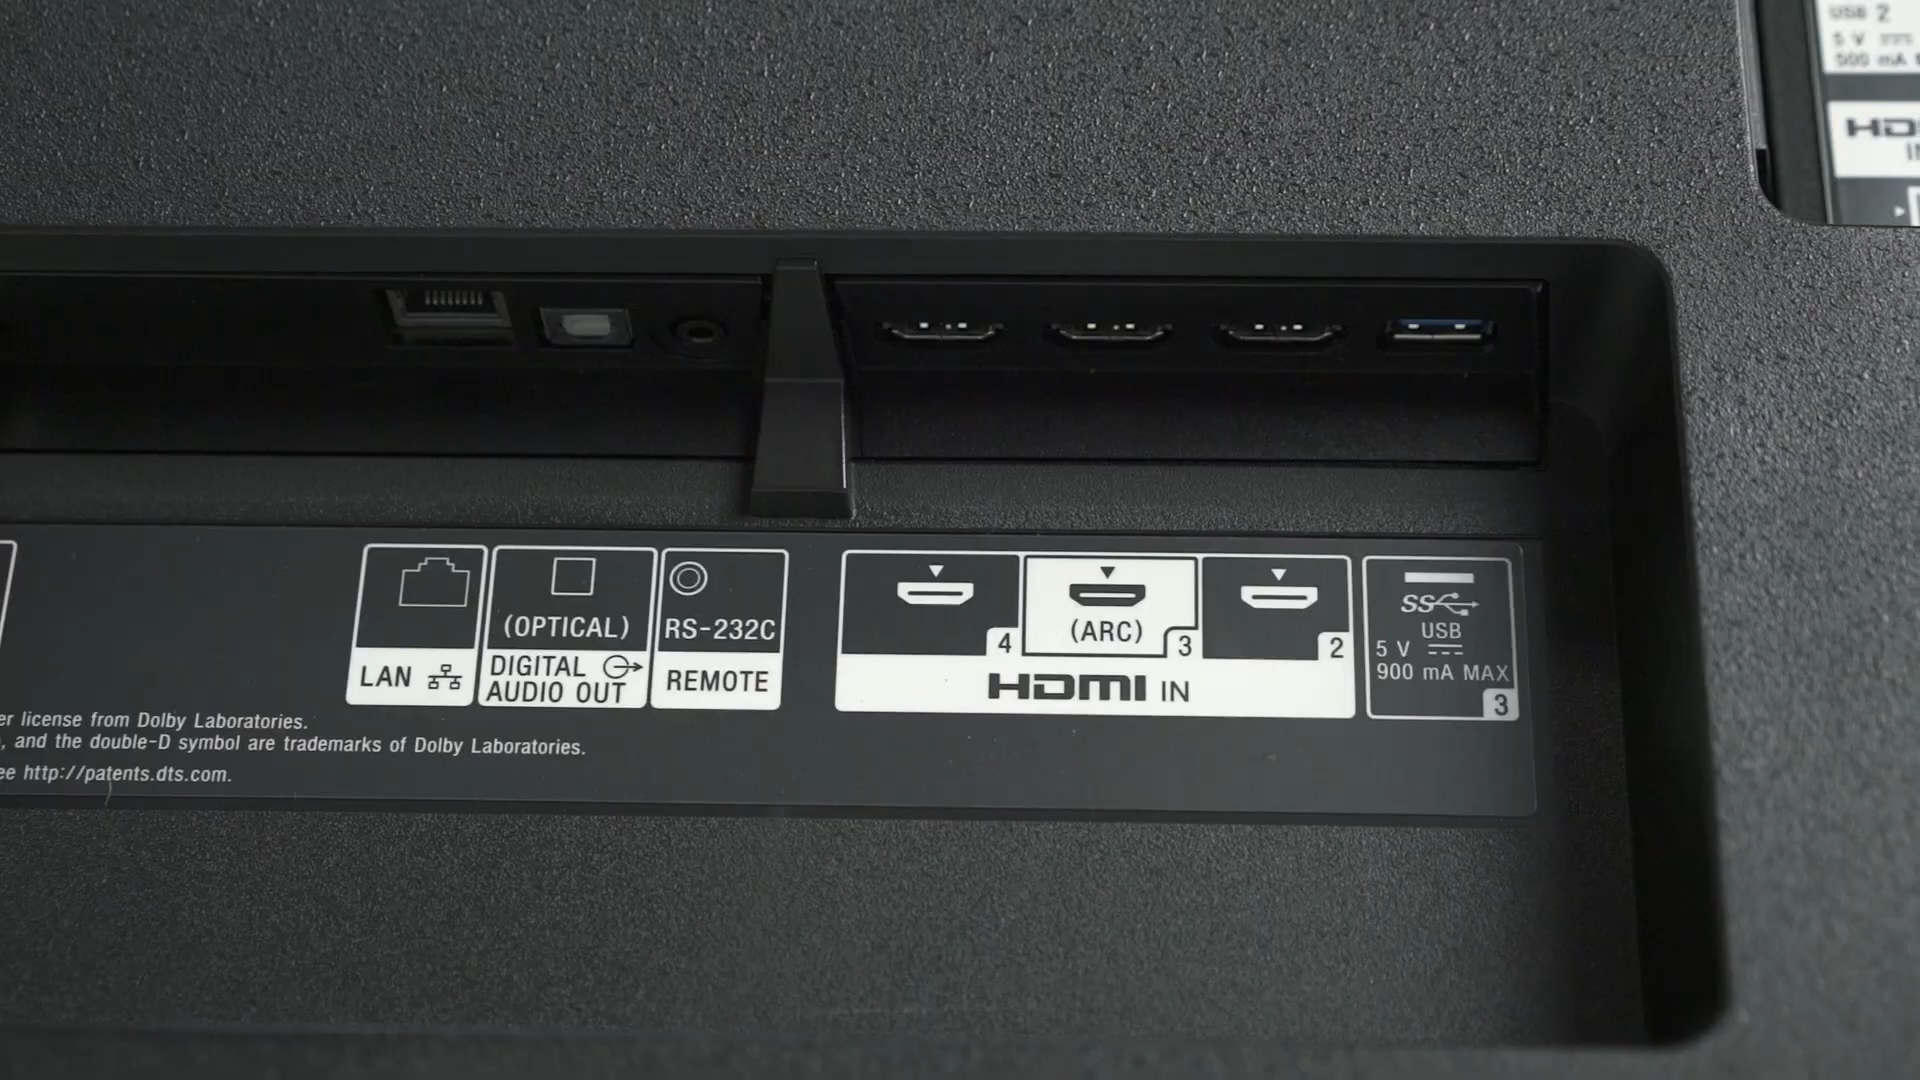 USB 2
5 V
500 mA
(OPTICAL)
RS-232C
LAN
DIGITAL
AUDIO OUT
REMOTE
4
(ARC)
3
2
HDMI IN
SS
USB
5 V
900 mA MAX
3
er license from Dolby Laboratories.
, and the double-D symbol are trademarks of Dolby Laboratories.
ee http://patents.dts.com.